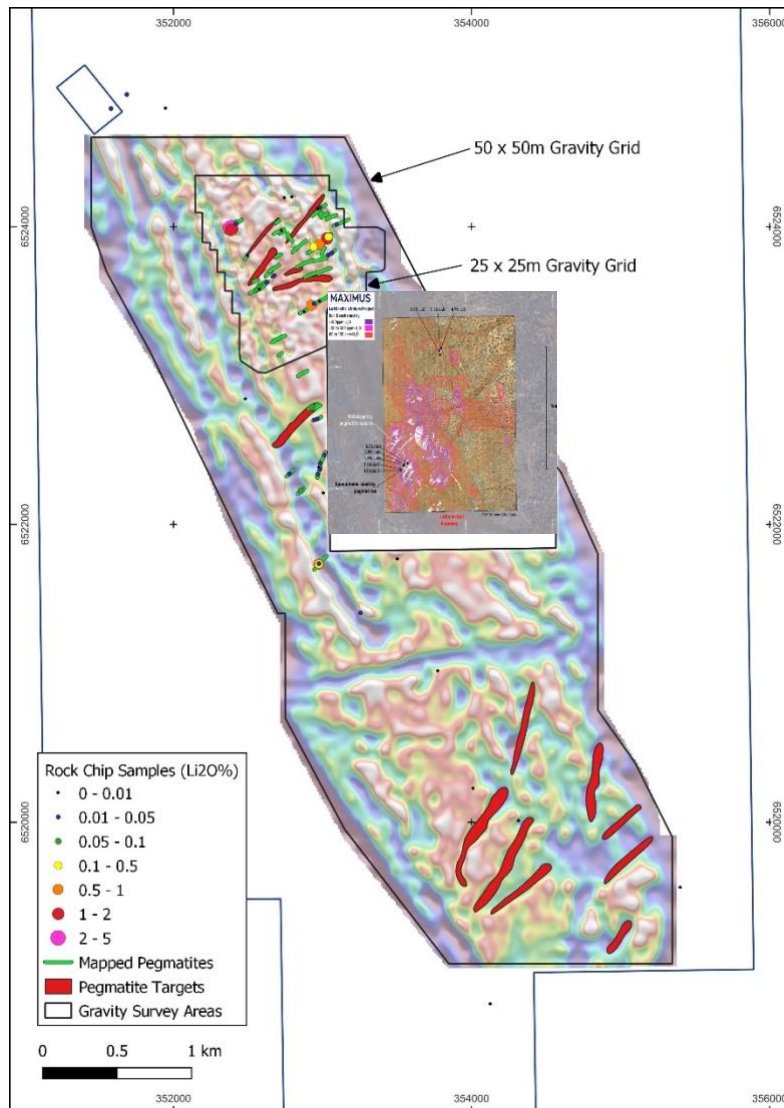 352000
354000
356000
50 x 50m Gravity Grid
6524000
6524000
25 x 25m Gravity Grid
MAXIMUS
6522000
6522000
Rock Chip Samples (Li2O%)
0 - 0.01
0.01 - 0.05
0.05 - 0.1
0.1 - 0.5
0.5 - 1
1 - 2
2 - 5
Mapped Pegmatites
Pegmatite Targets
Gravity Survey Areas
0 0.5 1 km
6520000
6520000
352000
354000
356000